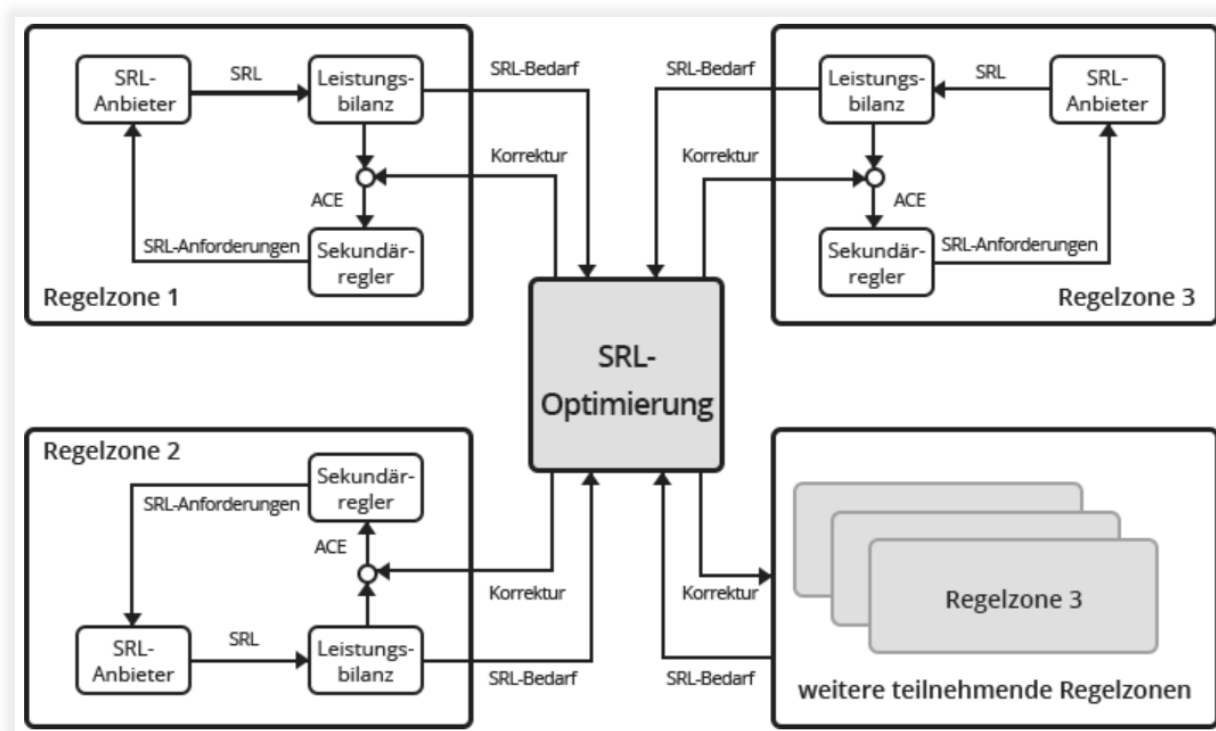 SRL-
Anbieter
SRL
Leistungs-
bilanz
SRL-Bedarf
Korrektur
ACE
SRL-Anforderungen
Sekundär-
regler
Regelzone 1
SRL-Bedarf
Leistungs-
bilanz
SRL
SRL-
Anbieter
Korrektur
ACE
Sekundär-
regler
SRL-Anforderungen
Regelzone 3
SRL-
Optimierung
Regelzone 2
Sekundär-
regler
SRL-Anforderungen
ACE
Korrektur
SRL-
Anbieter
SRL
Leistungs-
bilanz
SRL-Bedarf
Korrektur
SRL-Bedarf
Regelzone 3
weitere teilnehmende Regelzonen